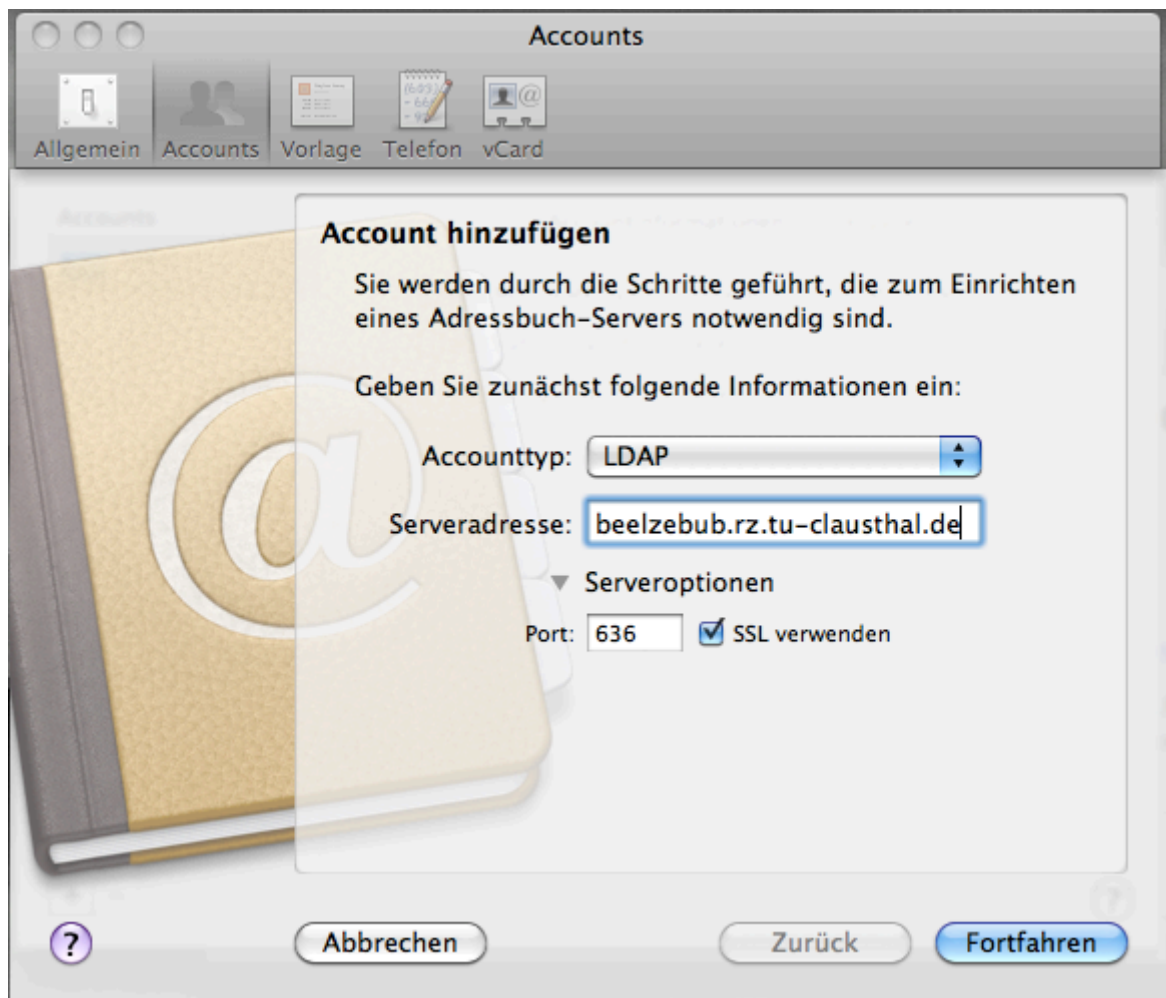 Accounts
Allgemein Accounts Vorlage Telefon vCard
Accounts
Account hinzufügen
Sie werden durch die Schritte geführt, die zum Einrichten
eines Adressbuch-Servers notwendig sind.
Geben Sie zunächst folgende Informationen ein:
Accounttyp: LDAP
Serveradresse: beelzebub.rz.tu-clausthal.de
Serveroptionen
Port: 636 SSL verwenden
@
? Abbrechen Zurück Fortfahren